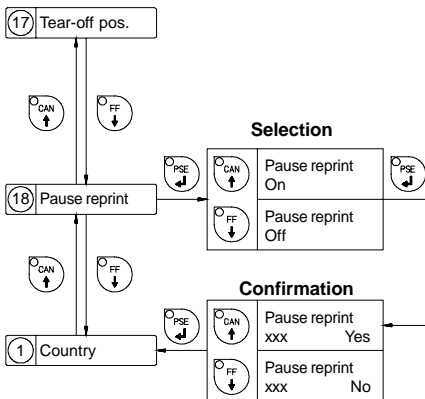 17 Tear-off pos.
CAN
FF
Selection
PSE
CAN
Pause reprint
On
PSE
18 Pause reprint
FF
Pause reprint
Off
CAN
FF
Confirmation
PSE
CAN
Pause reprint
xxx Yes
1 Country
FF
Pause reprint
xxx No